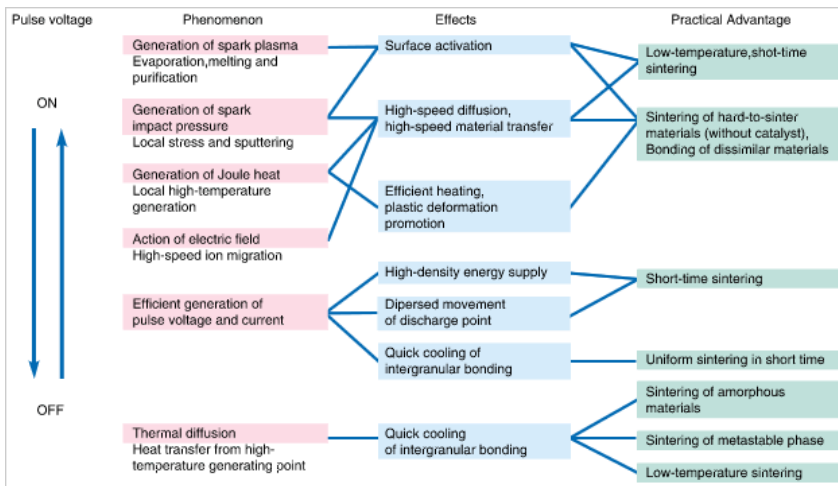 Pulse voltage
Phenomenon
Effects
Practical Advantage
ON
OFF
Generation of spark plasma
Evaporation,melting and
purification
Generation of spark
impact pressure
Local stress and sputtering
Generation of Joule heat
Local high-temperature
generation
Action of electric field
High-speed ion migration
Efficient generation of
pulse voltage and current
Thermal diffusion
Heat transfer from high-
temperature generating point
Surface activation
High-speed diffusion,
high-speed material transfer
Efficient heating,
plastic deformation
promotion
High-density energy supply
Dipersed movement
of discharge point
Quick cooling of
intergranular bonding
Quick cooling
of intergranular bonding
Low-temperature,shot-time
sintering
Sintering of hard-to-sinter
materials (without catalyst),
Bonding of dissimilar materials
Short-time sintering
Uniform sintering in short time
Sintering of amorphous
materials
Sintering of metastable phase
Low-temperature sintering